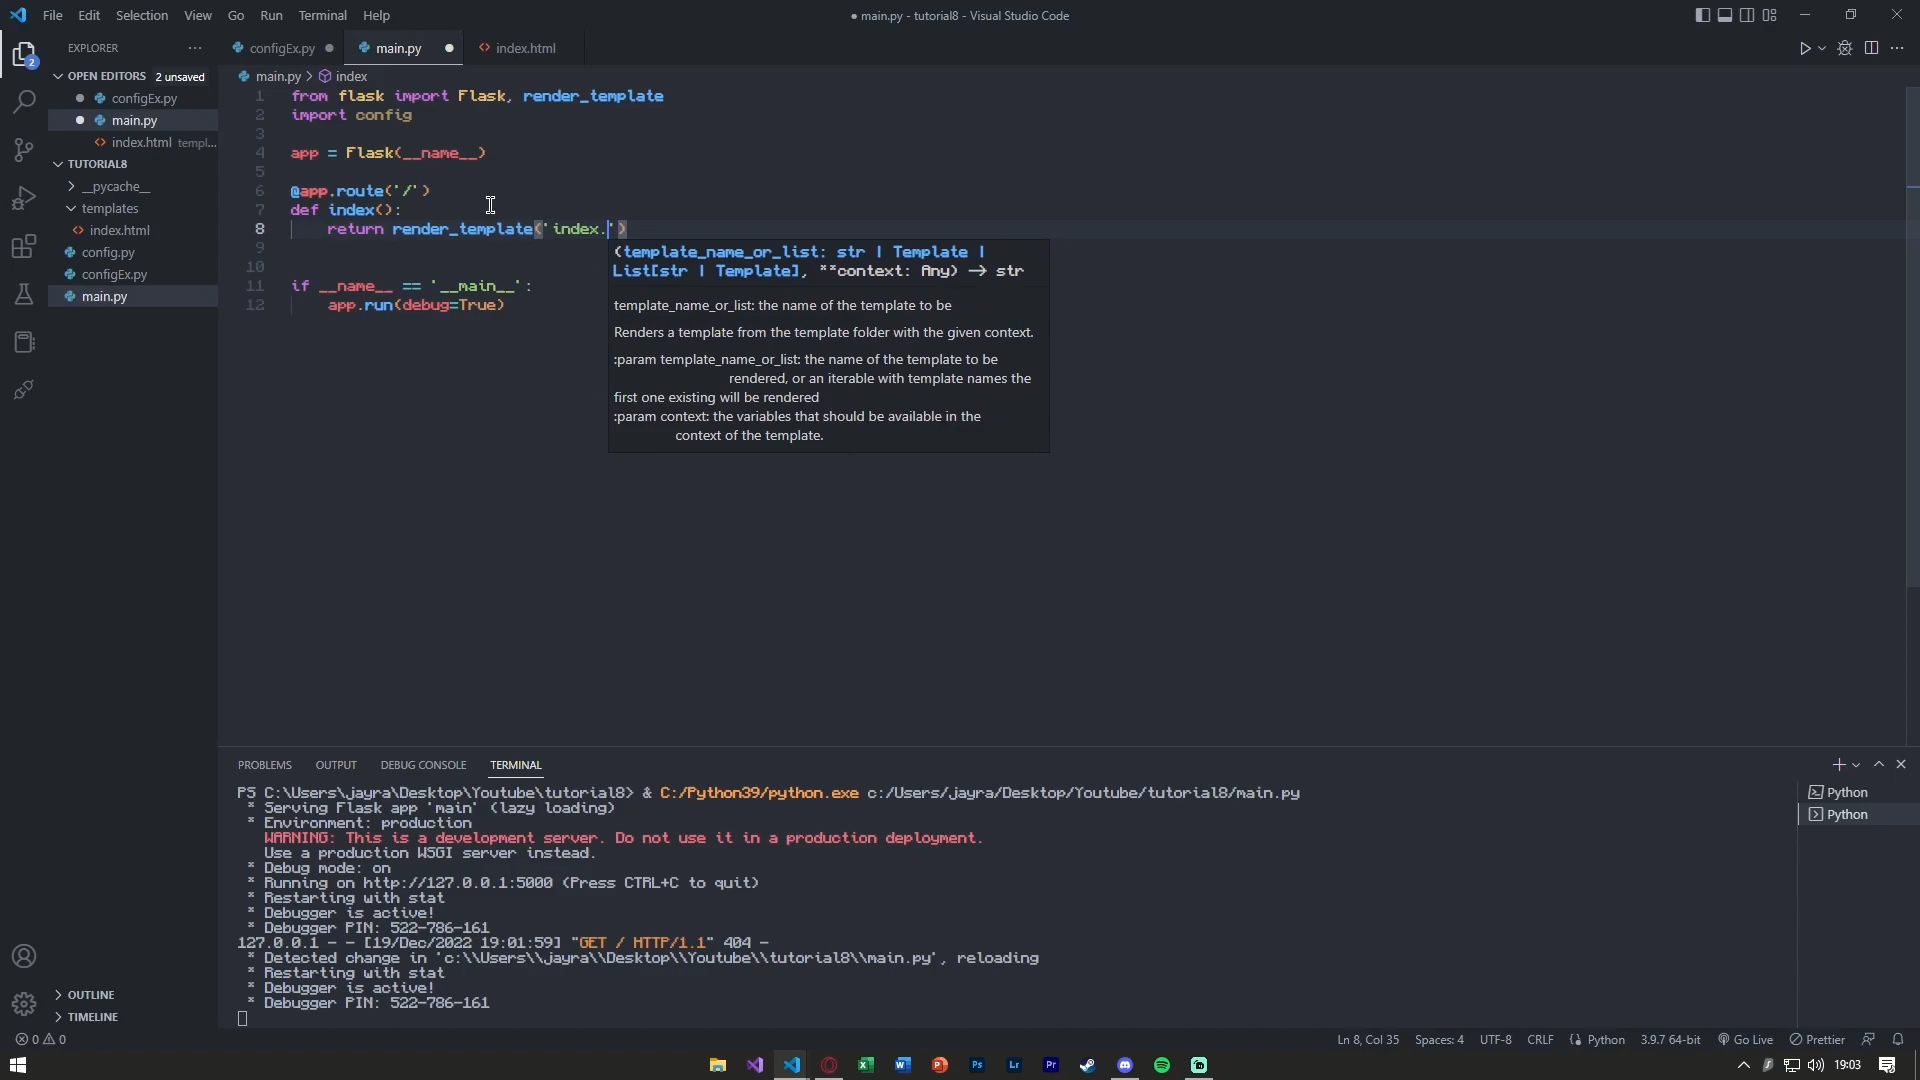 File Edit Selection View Go Run Terminal Help
● main.py - tutorial8 - Visual Studio Code
EXPLORER
configEx.py
main.py
index.html
OPEN EDITORS 2 unsaved
configEx.py
main.py
index.html templ...
TUTORIAL8
__pycache__
templates
index.html
config.py
configEx.py
main.py
OUTLINE
TIMELINE
2
main.py > index
1 from flask import Flask, render_template
2 import config
3
4 app = Flask(__name__)
5
6 @app.route('/')
7 def index():
8 return render_template('index.')
9
10
11 if __name__ == '__main__':
12 app.run(debug=True)
(template_name_or_list: str | Template |
List[str | Template], **context: Any) -> str
template_name_or_list: the name of the template to be
Renders a template from the template folder with the given context.
:param template_name_or_list: the name of the template to be
rendered, or an iterable with template names the
first one existing will be rendered
:param context: the variables that should be available in the
context of the template.
PROBLEMS OUTPUT DEBUG CONSOLE TERMINAL
PS C:\Users\jayra\Desktop\Youtube\tutorial8> & C:/Python39/python.exe c:/Users/jayra/Desktop/Youtube/tutorial8/main.py
* Serving Flask app 'main' (lazy loading)
* Environment: production
WARNING: This is a development server. Do not use it in a production deployment.
Use a production WSGI server instead.
* Debug mode: on
* Running on http://127.0.0.1:5000 (Press CTRL+C to quit)
* Restarting with stat
* Debugger is active!
* Debugger PIN: 522-786-161
127.0.0.1 - - [19/Dec/2022 19:01:59] "GET / HTTP/1.1" 404 -
* Detected change in 'c:\\Users\\jayra\\Desktop\\Youtube\\tutorial8\\main.py', reloading
* Restarting with stat
* Debugger is active!
* Debugger PIN: 522-786-161
Python
Python
0 0
Ln 8, Col 35 Spaces: 4 UTF-8 CRLF Python 3.9.7 64-bit Go Live Prettier
Ps Lr Pr
19:03